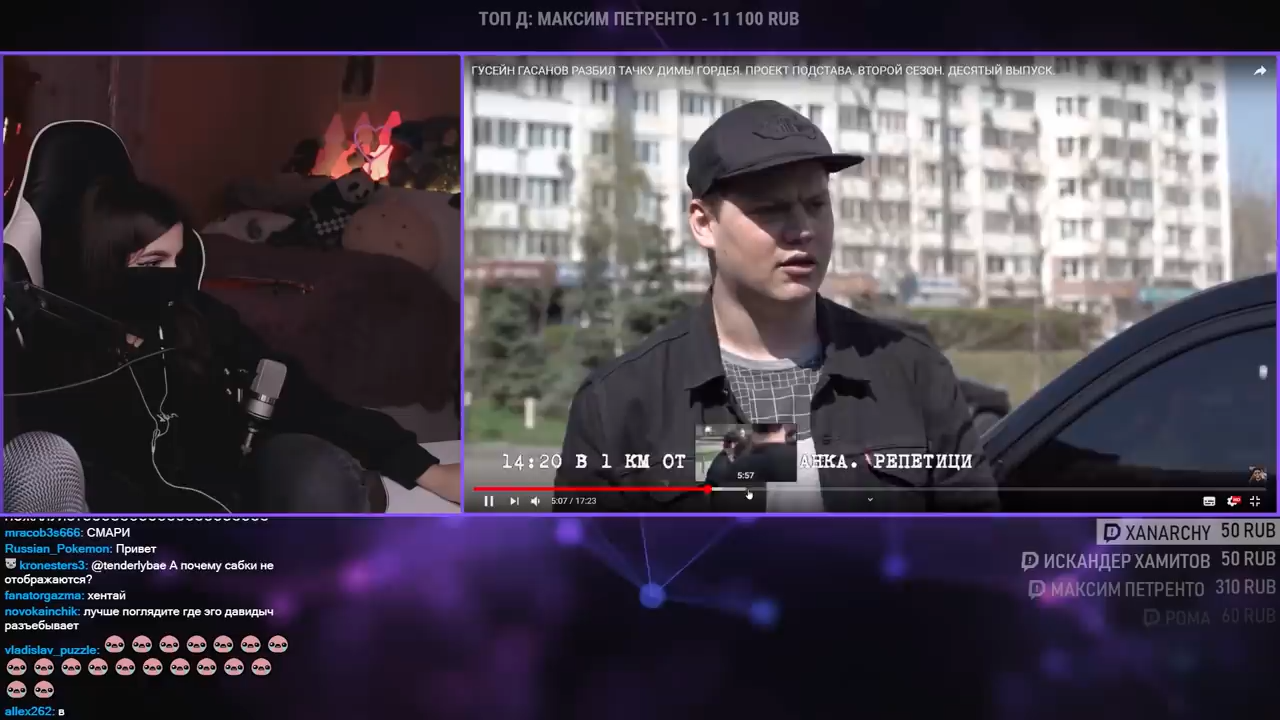 ТОП Д: МАКСИМ ПЕТРЕНТО - 11 100 RUB
ГУСЕЙН ГАСАНОВ РАЗБИЛ ТАЧКУ ДИМЫ ГОРДЕЯ. ПРОЕКТ ПОДСТАВА. ВТОРОЙ СЕЗОН. ДЕСЯТЫЙ ВЫПУСК.
14:20 В 1 КМ ОТ
АНКА. РЕПЕТИЦИ
5:57
5:07 / 17:23
mracob3s666: СМАРИ
Russian_Pokemon: Привет
kronesters3: @tenderlybae А почему сабки не
отображаются?
fanatorgazma: хентай
novokainchik: лучше поглядите где эго давидыч
разъебывает
vladislav_puzzle:
allex262: в
XANARCHY 50 RUB
ИСКАНДЕР ХАМИТОВ 50 RUB
МАКСИМ ПЕТРЕНТО 310 RUB
РОМА 60 RUB